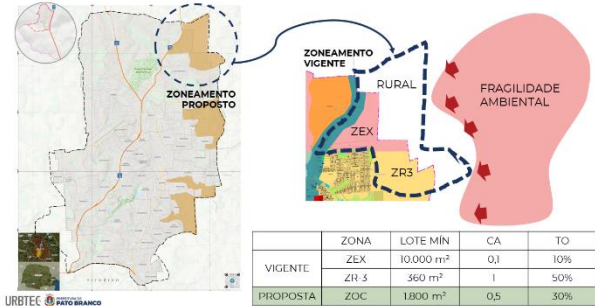 ZONEAMENTO
PROPOSTO
ZONEAMENTO
VIGENTE
RURAL
ZEX
ZR3
FRAGILIDADE
AMBIENTAL
ZONA LOTE MÍN CA TO
VIGENTE
ZEX 10.000 m² 0,1 10%
ZR-3 360 m² 1 50%
PROPOSTA ZOC 1.800 m² 0,5 30%
URBTEC
PATO BRANCO